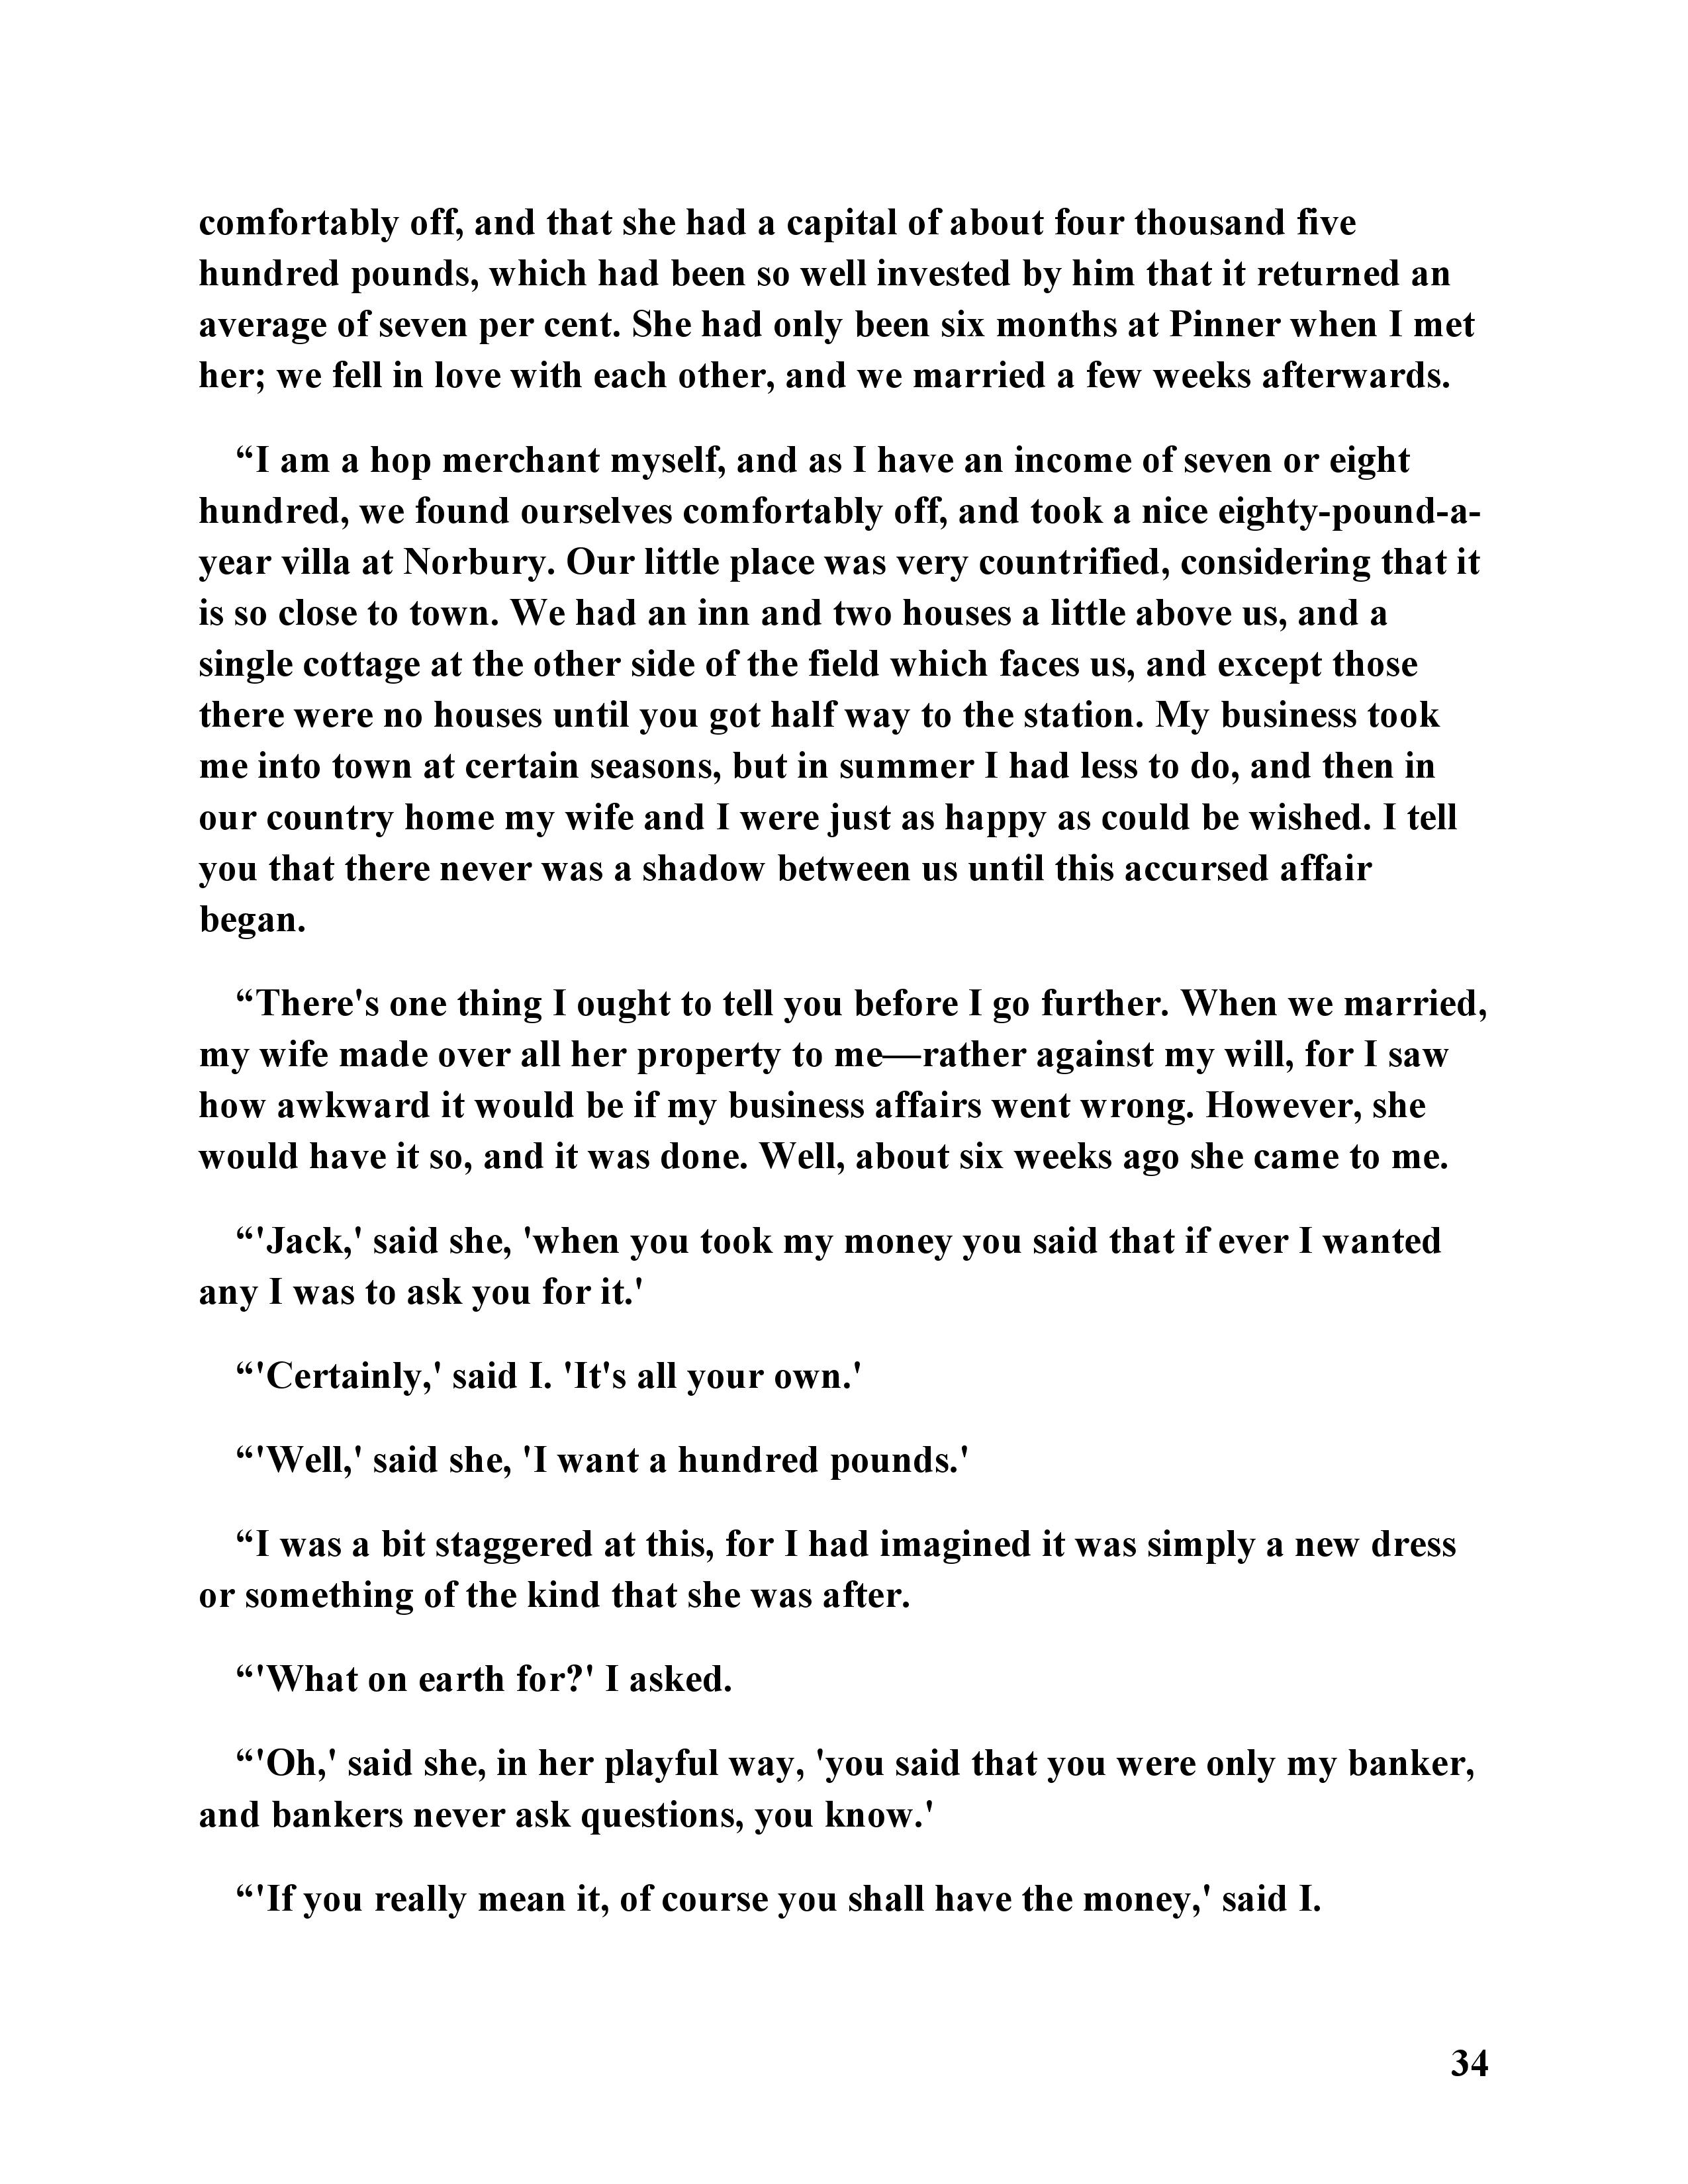 comfortably off, and that she had a capital of about four thousand five
hundred pounds, which had been so well invested by him that it returned an
average of seven per cent. She had only been six months at Pinner when I met
her; we fell in love with each other, and we married a few weeks afterwards.
“I am a hop merchant myself, and as I have an income of seven or eight
hundred, we found ourselves comfortably off, and took a nice eighty-pound-a-
year villa at Norbury. Our little place was very countrified, considering that it
is so close to town. We had an inn and two houses a little above us, and a
single cottage at the other side of the field which faces us, and except those
there were no houses until you got half way to the station. My business took
me into town at certain seasons, but in summer I had less to do, and then in
our country home my wife and I were just as happy as could be wished. I tell
you that there never was a shadow between us until this accursed affair
began.
“There's one thing I ought to tell you before I go further. When we married,
my wife made over all her property to me—rather against my will, for I saw
how awkward it would be if my business affairs went wrong. However, she
would have it so, and it was done. Well, about six weeks ago she came to me.
“'Jack,' said she, 'when you took my money you said that if ever I wanted
any I was to ask you for it.'
“'Certainly,' said I. 'It's all your own.'
“'Well,' said she, 'I want a hundred pounds.'
“I was a bit staggered at this, for I had imagined it was simply a new dress
or something of the kind that she was after.
“'What on earth for?' I asked.
“'Oh,' said she, in her playful way, 'you said that you were only my banker,
and bankers never ask questions, you know.'
“'If you really mean it, of course you shall have the money,' said I.
34